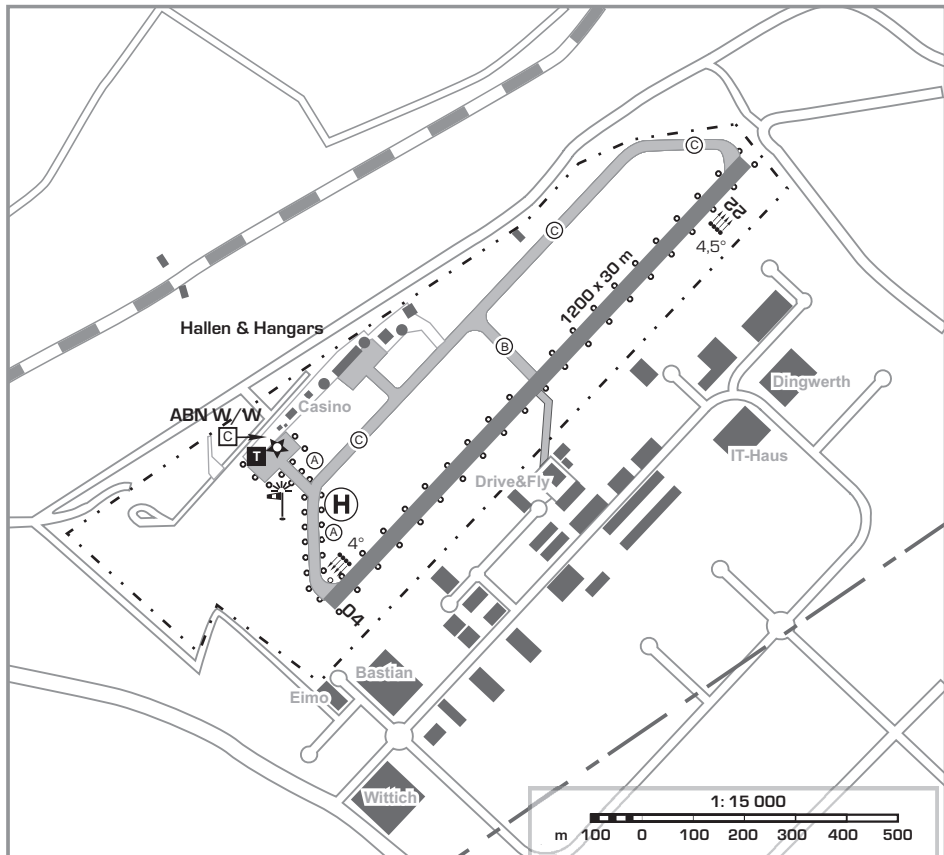 C
22
4,5°
C
1200 x 30 m
Hallen & Hangars
B
Dingwerth
Casino
ABN W/W
C
C
T
A
IT-Haus
Drive&Fly
H
A
4°
04
Bastian
Eimo
Wittich
1: 15 000
m 100 0 100 200 300 400 500